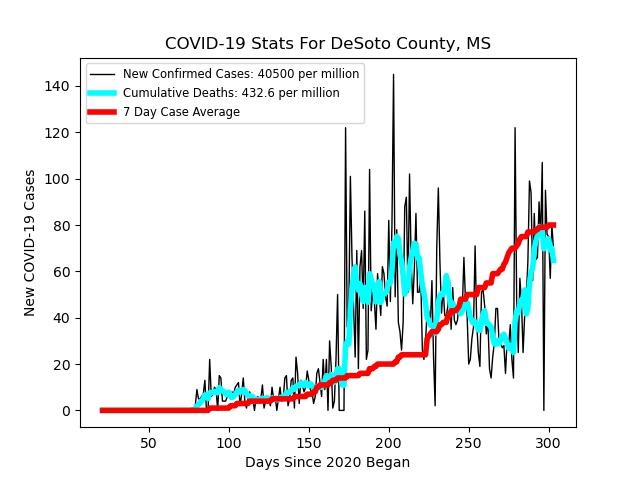 COVID-19 Stats For DeSoto County, MS
New Confirmed Cases: 40500 per million
Cumulative Deaths: 432.6 per million
7 Day Case Average
New COVID-19 Cases
140
120
100
80
60
40
20
0
50 100 150 200 250 300
Days Since 2020 Began